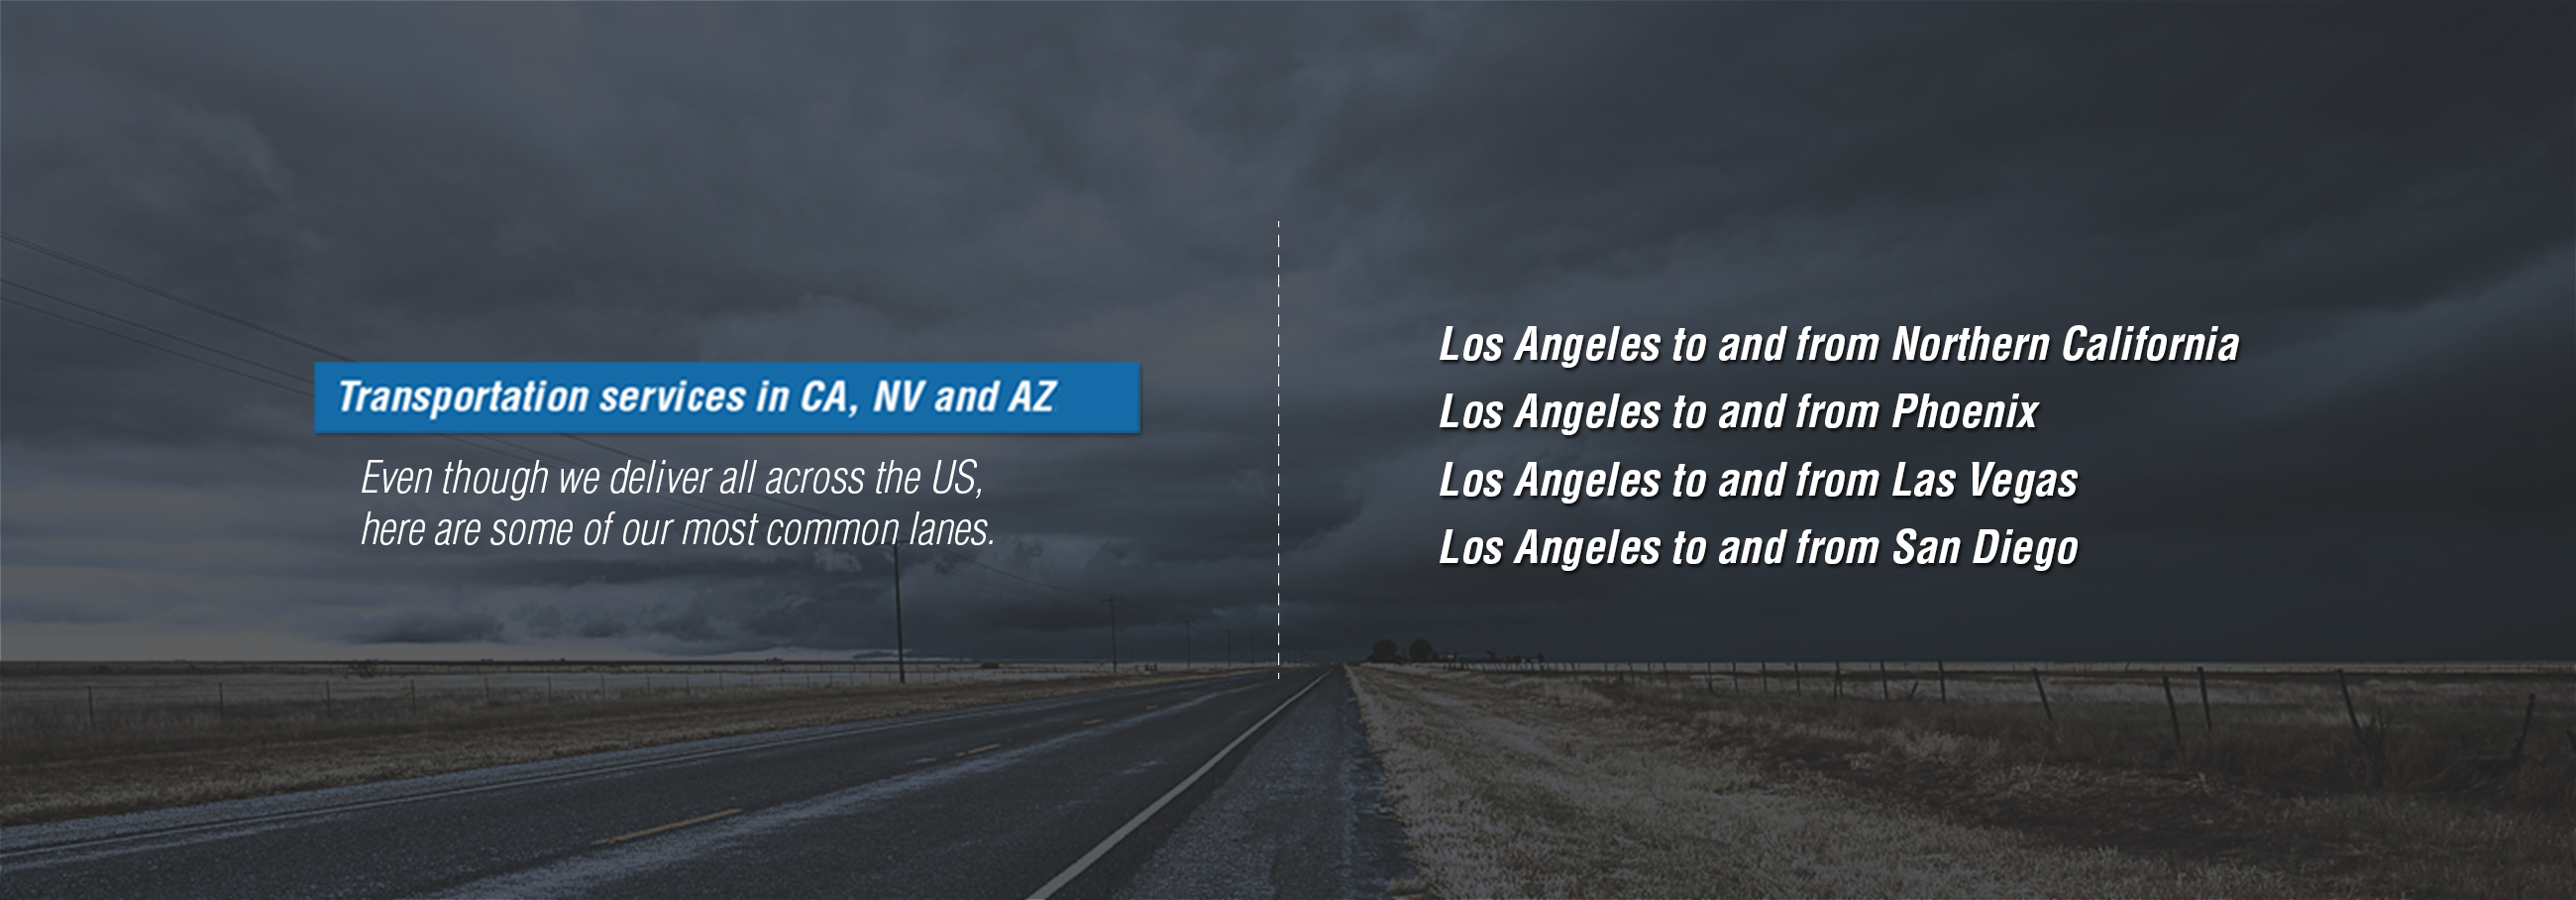 Transportation services in CA, NV and AZ
Even though we deliver all across the US,
here are some of our most common lanes.
Los Angeles to and from Northern California
Los Angeles to and from Phoenix
Los Angeles to and from Las Vegas
Los Angeles to and from San Diego